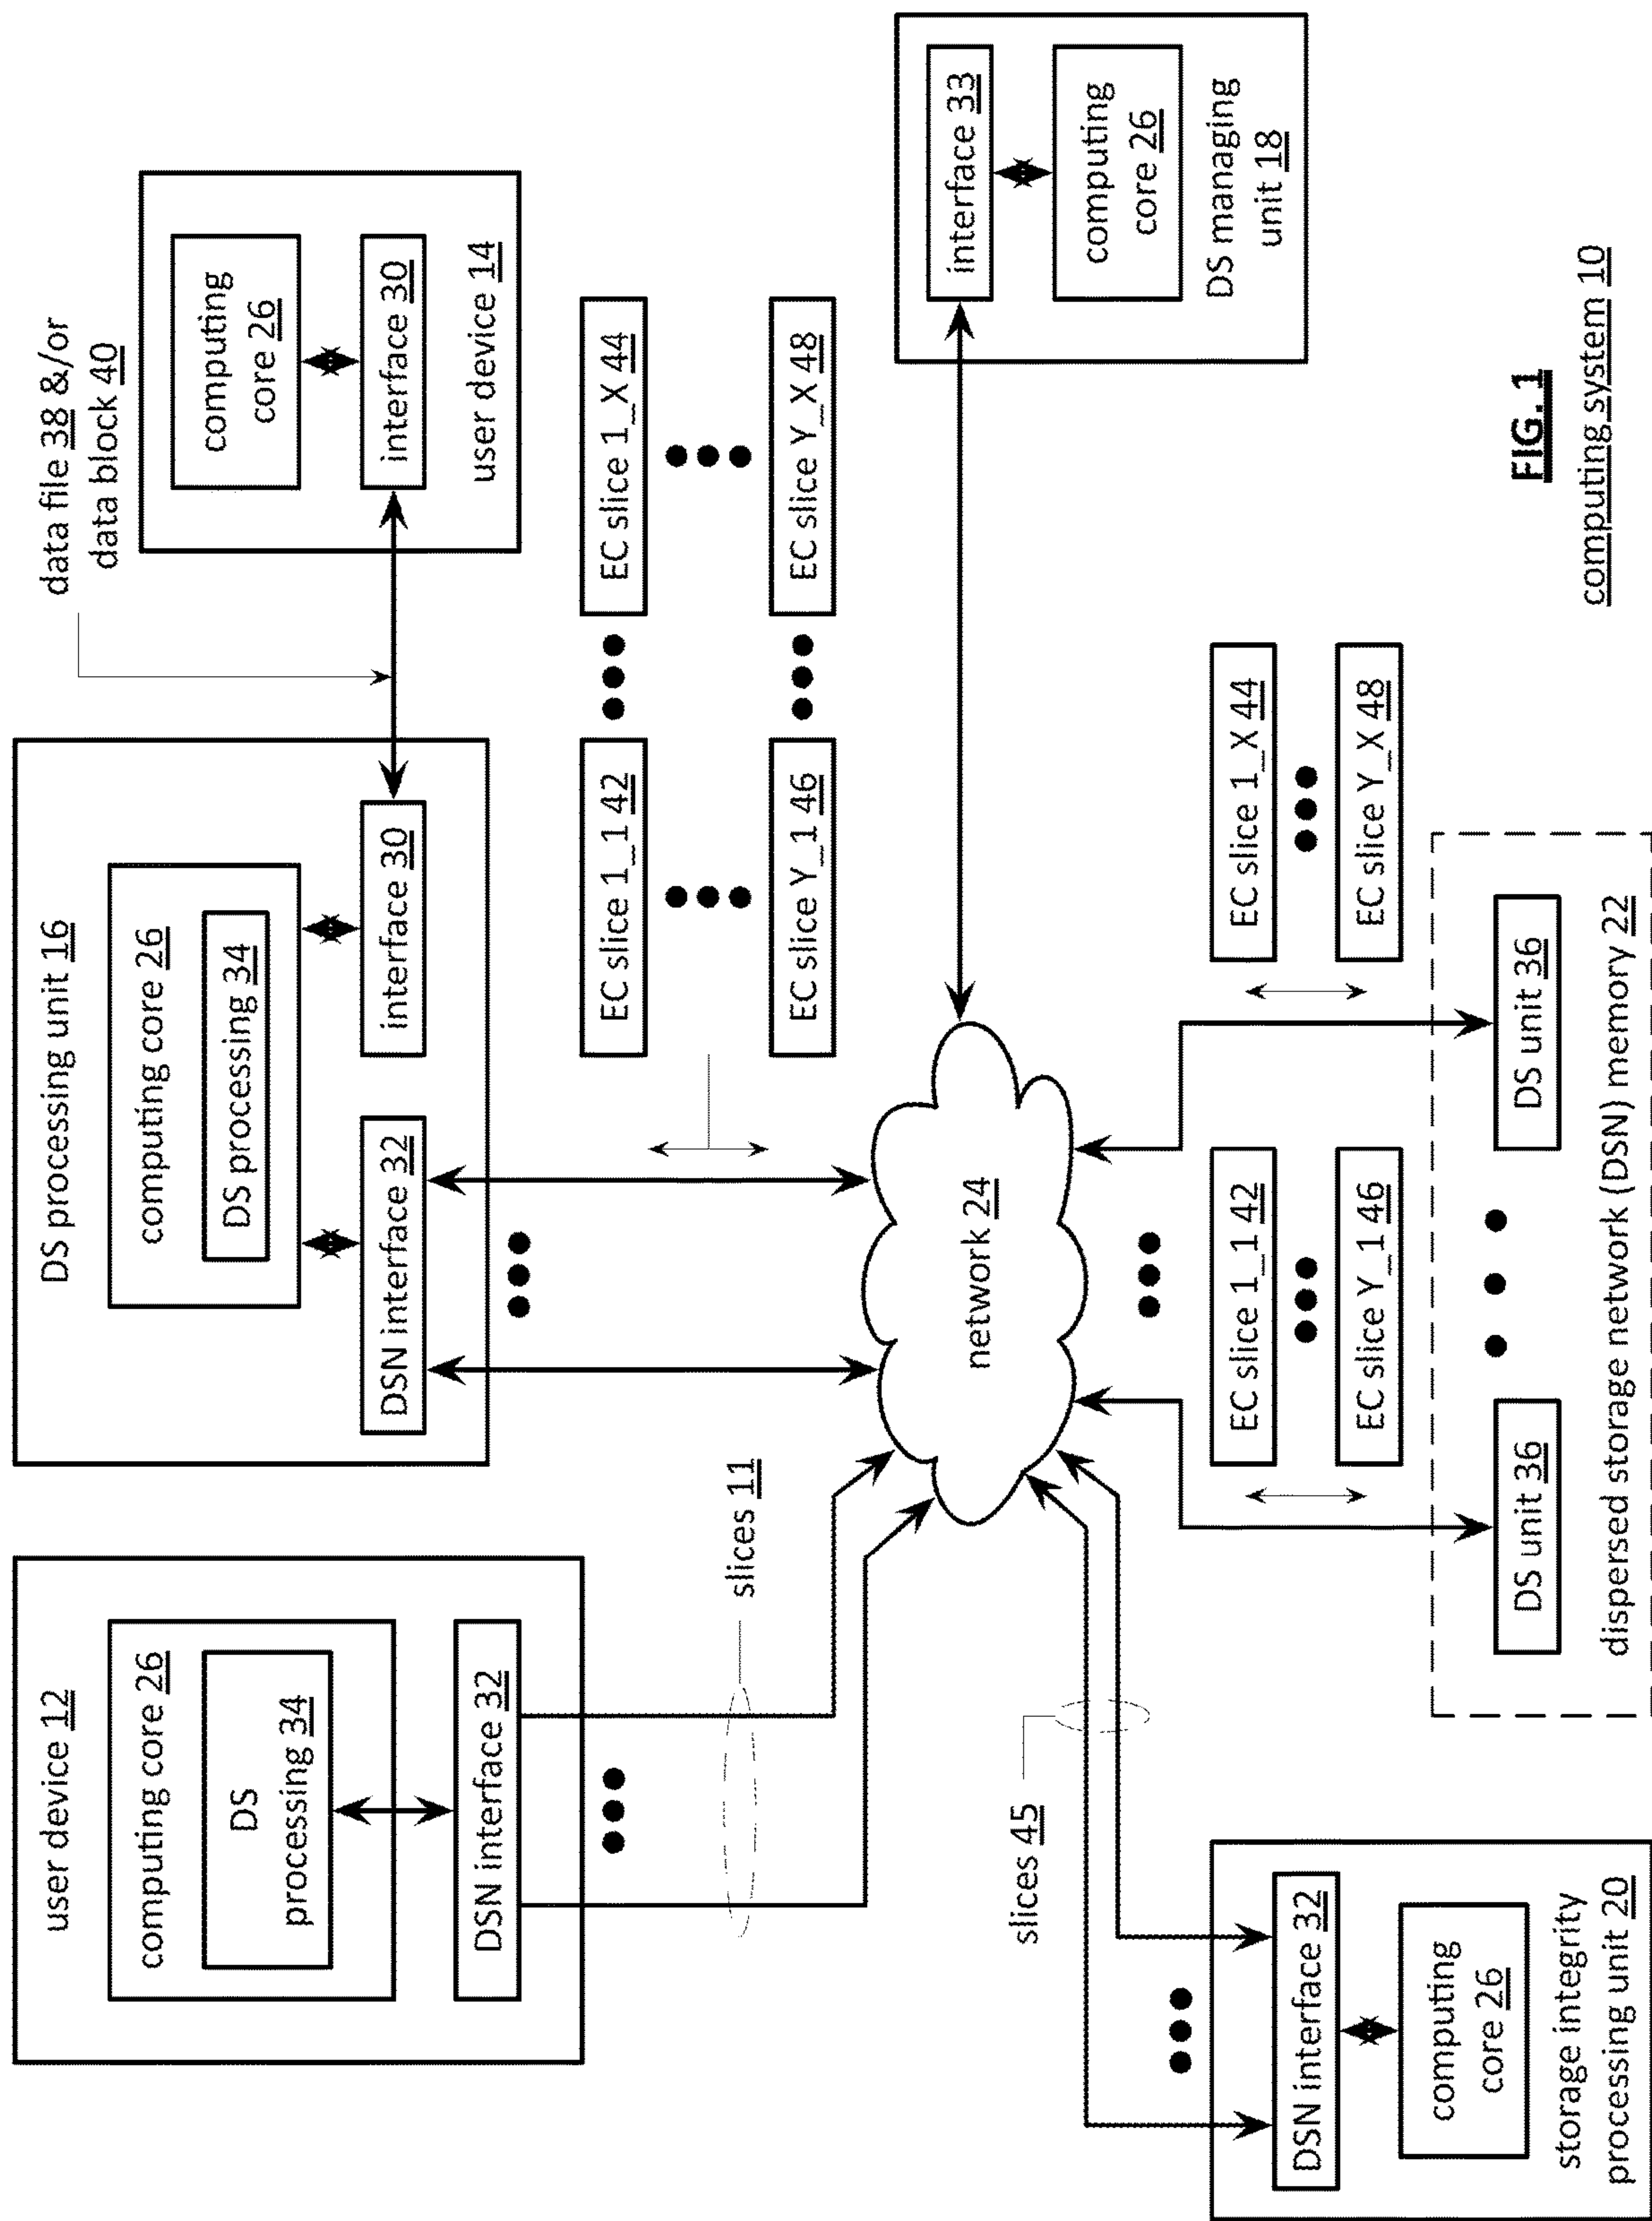 user device 12
computing core 26
DS
processing 34
DSN interface 32
slices 11
DS processing unit 16
computing core 26
DS processing 34
DSN interface 32
interface 30
data file 38 &/or
data block 40
computing
core 26
interface 30
user device 14
EC slice 1_1 42
EC slice 1_X 44
EC slice Y_1 46
EC slice Y_X 48
network 24
interface 33
computing
core 26
DS managing
unit 18
slices 45
DSN interface 32
computing
core 26
storage integrity
processing unit 20
EC slice 1_1 42
EC slice Y_1 46
EC slice 1_X 44
EC slice Y_X 48
DS unit 36
DS unit 36
dispersed storage network (DSN) memory 22
FIG. 1
computing system 10